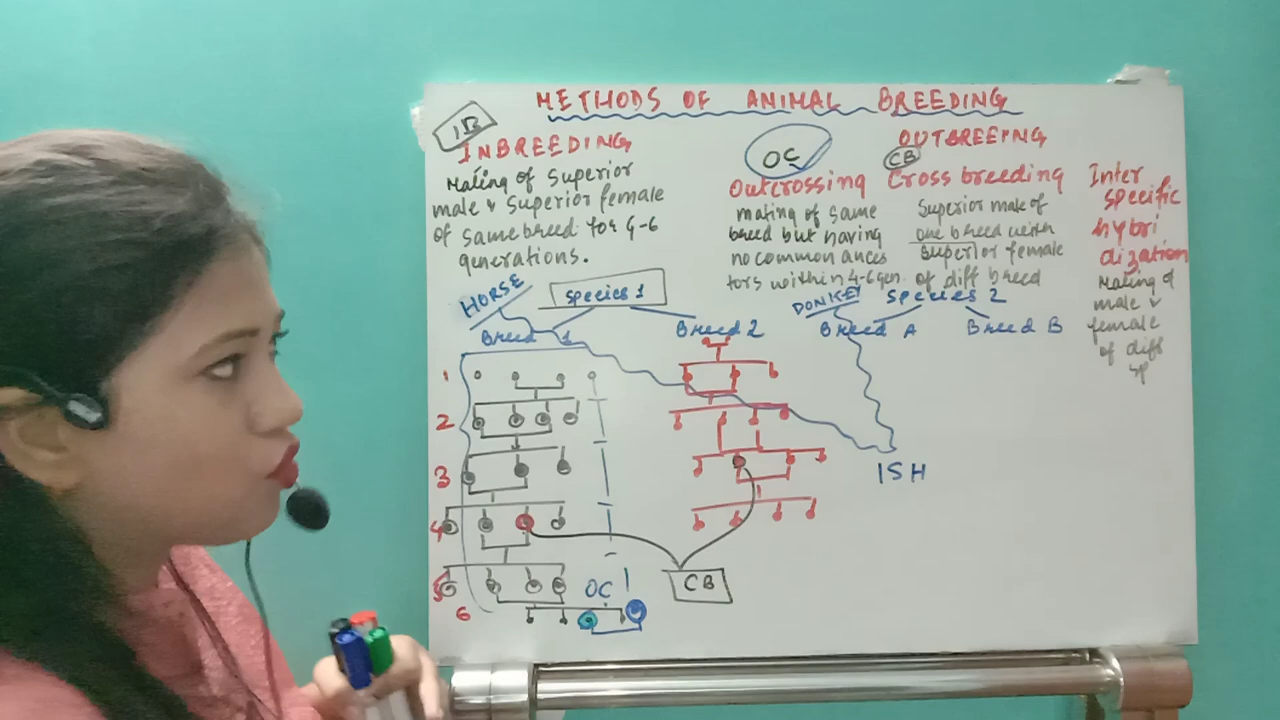 METHODS OF ANIMAL BREEDING
IB
INBREEDING
Mating of Superior
male & Superior female
of same breed for 4-6
generations.
OC
OUTBREEPNG
CB
Outcrossing
mating of same
breed but having
no common ances
tors within 4-6 gen.
Cross breeding
Superior male of
one breed with
superior female
of diff breed
Inter
specific
hybri
dization
Mating of
male &
female
of diff
sp
HORSE
Species 1
Breed 1
Breed 2
DONKEY
Species 2
Breed A
Breed B
1
2
3
4
5
6
ISH
CB
OC